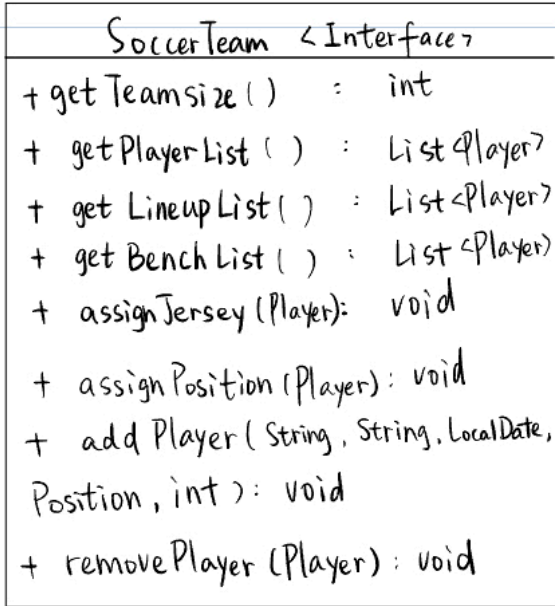 SoccerTeam <Interface>
+ getTeamsize() : int
+ getPlayerList() : List<Player>
+ getLineupList() : List<Player>
+ getBenchList() : List<Player>
+ assignJersey(Player): void
+ assignPosition(Player): void
+ addPlayer(String, String, LocalDate,
Position, int): void
+ removePlayer(Player): void